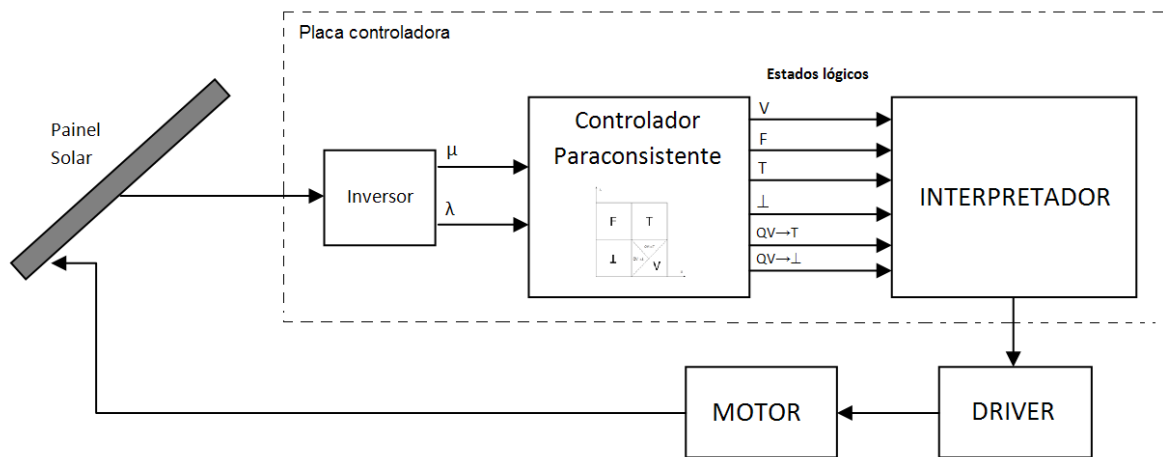 Placa controladora
Painel
Solar
Inversor
μ
λ
Controlador
Paraconsistente
F
T
⊥
V
Estados lógicos
V
F
T
⊥
QV→T
QV→⊥
INTERPRETADOR
MOTOR
DRIVER